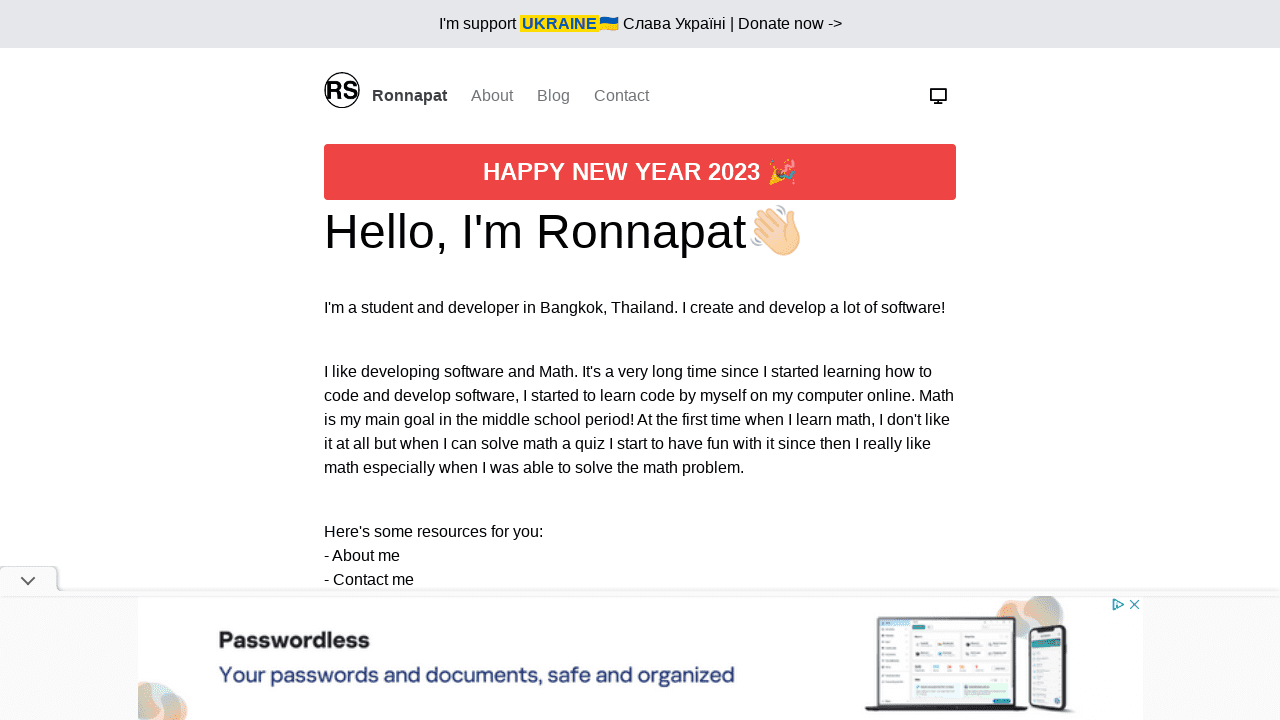 I'm support UKRAINE🇺🇦 Слава Україні | Donate now ->
RS Ronnapat About Blog Contact
HAPPY NEW YEAR 2023 🎉
Hello, I'm Ronnapat👋🏻
I'm a student and developer in Bangkok, Thailand. I create and develop a lot of software!
I like developing software and Math. It's a very long time since I started learning how to
code and develop software, I started to learn code by myself on my computer online. Math
is my main goal in the middle school period! At the first time when I learn math, I don't like
it at all but when I can solve math a quiz I start to have fun with it since then I really like
math especially when I was able to solve the math problem.
Here's some resources for you:
- About me
- Contact me
Passwordless
Your passwords and documents, safe and organized